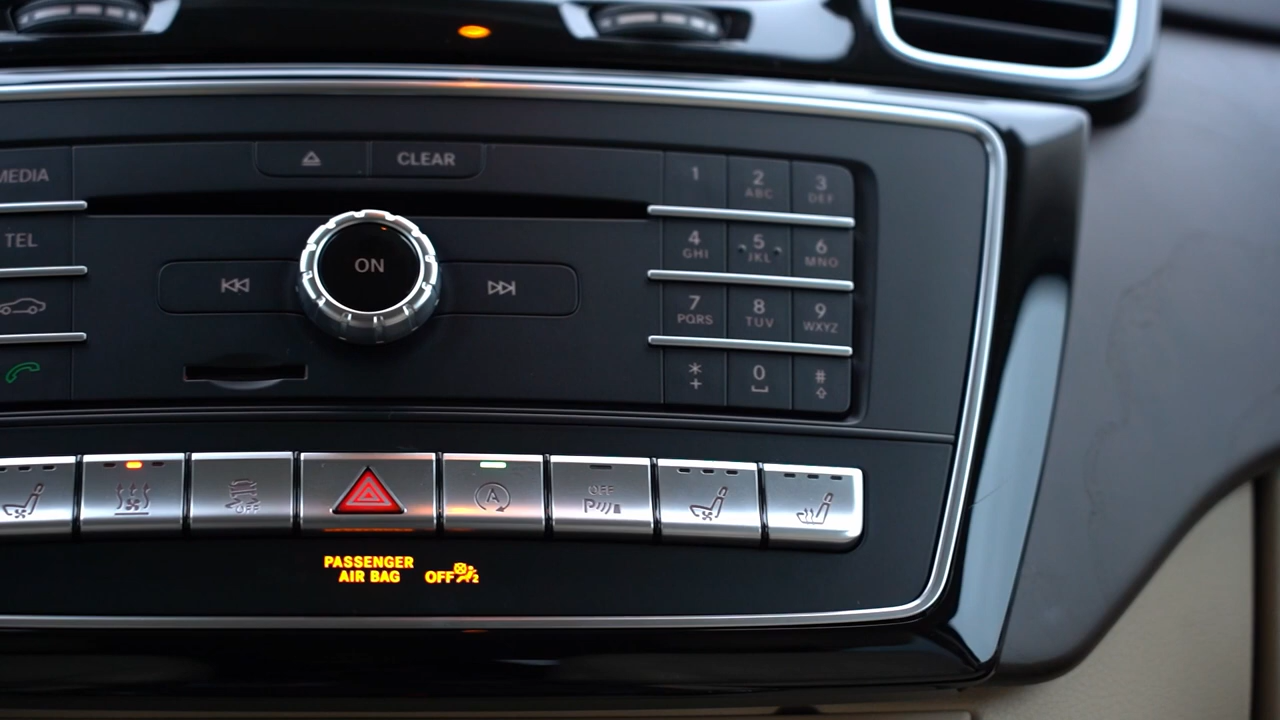 CLEAR
MEDIA
1
2
ABC
3
DEF
TEL
ON
4
GHI
5
JKL
6
MNO
7
PQRS
8
TUV
9
WXYZ
*
+
0
#
OFF
A
OFF
P
PASSENGER
AIR BAG OFF
2